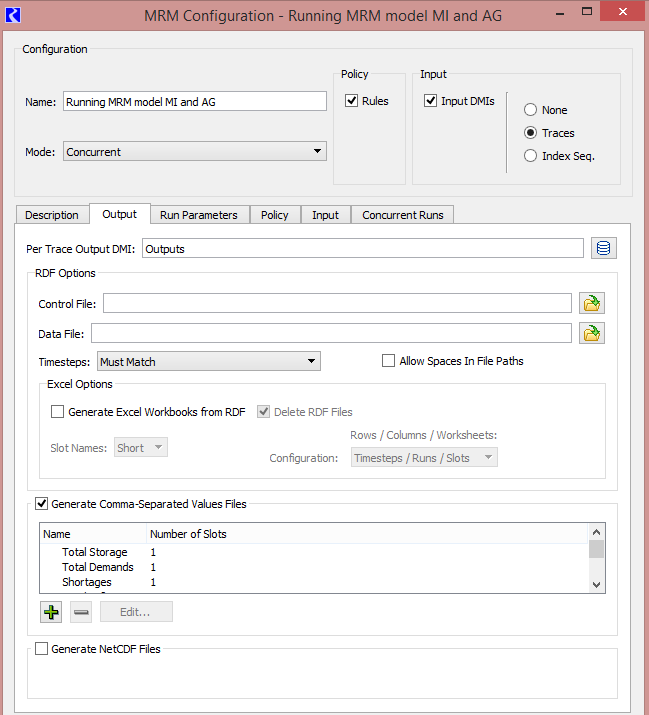 MRM Configuration - Running MRM model MI and AG
Configuration
Name: Running MRM model MI and AG
Mode: Concurrent
Policy
Rules
Input
Input DMIs
None
Traces
Index Seq.
Description Output Run Parameters Policy Input Concurrent Runs
Per Trace Output DMI: Outputs
RDF Options
Control File:
Data File:
Timesteps: Must Match Allow Spaces In File Paths
Excel Options
Generate Excel Workbooks from RDF Delete RDF Files
Rows / Columns / Worksheets:
Slot Names: Short Configuration: Timesteps / Runs / Slots
Generate Comma-Separated Values Files
Name Number of Slots
Total Storage 1
Total Demands 1
Shortages 1
Edit...
Generate NetCDF Files